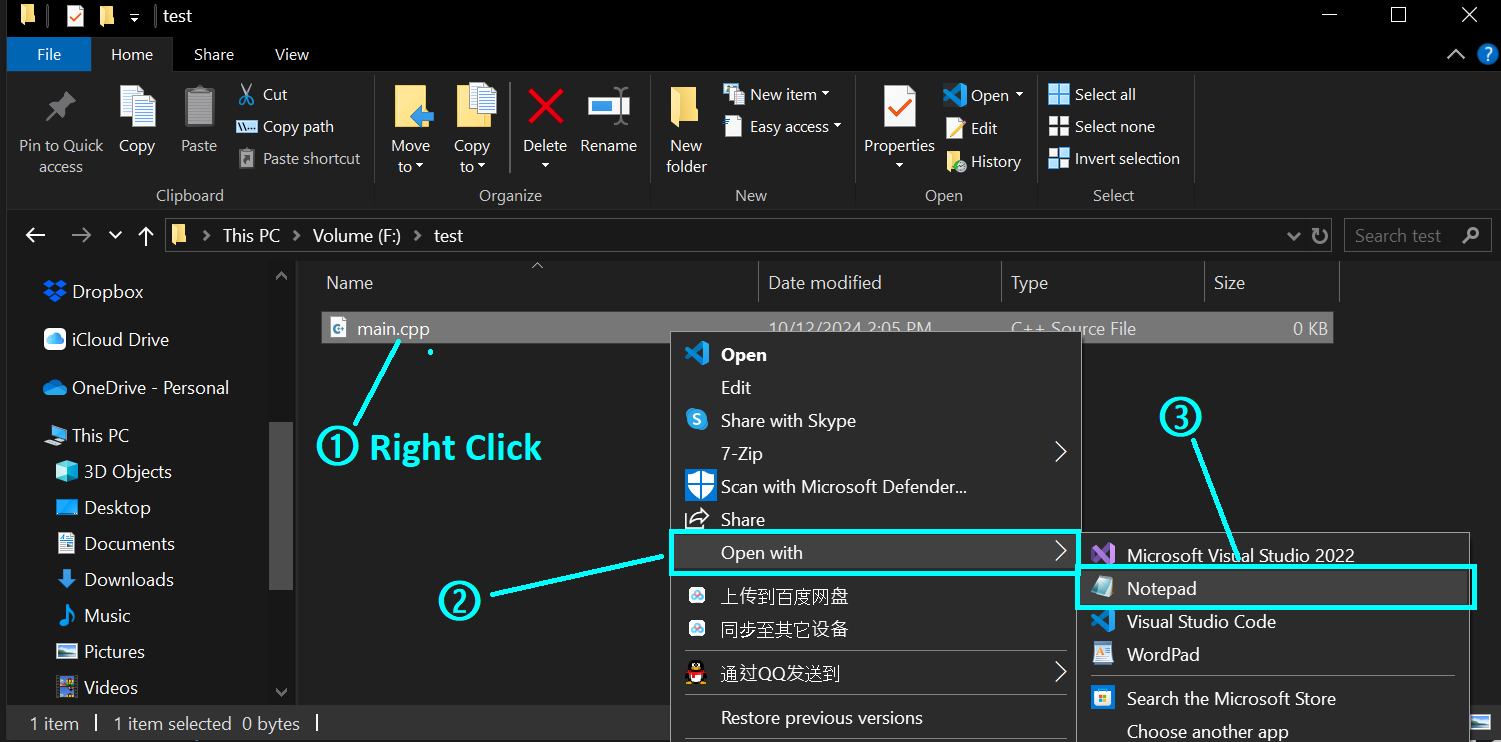 test
File Home Share View
Pin to Quick access
Copy
Paste
Cut
Copy path
Paste shortcut
Clipboard
Move to
Copy to
Delete
Rename
Organize
New folder
New item
Easy access
New
Properties
Open
Edit
History
Open
Select all
Select none
Invert selection
Select
This PC > Volume (F:) > test
Search test
Name Date modified Type Size
main.cpp 10/12/2024 2:05 PM C++ Source File 0 KB
Dropbox
iCloud Drive
OneDrive - Personal
This PC
3D Objects
Desktop
Documents
Downloads
Music
Pictures
Videos
① Right Click
Open
Edit
Share with Skype
7-Zip
Scan with Microsoft Defender...
Share
②
Open with
上传到百度网盘
同步至其它设备
通过QQ发送到
Restore previous versions
③
Microsoft Visual Studio 2022
Notepad
Visual Studio Code
WordPad
Search the Microsoft Store
Choose another app
1 item | 1 item selected 0 bytes |